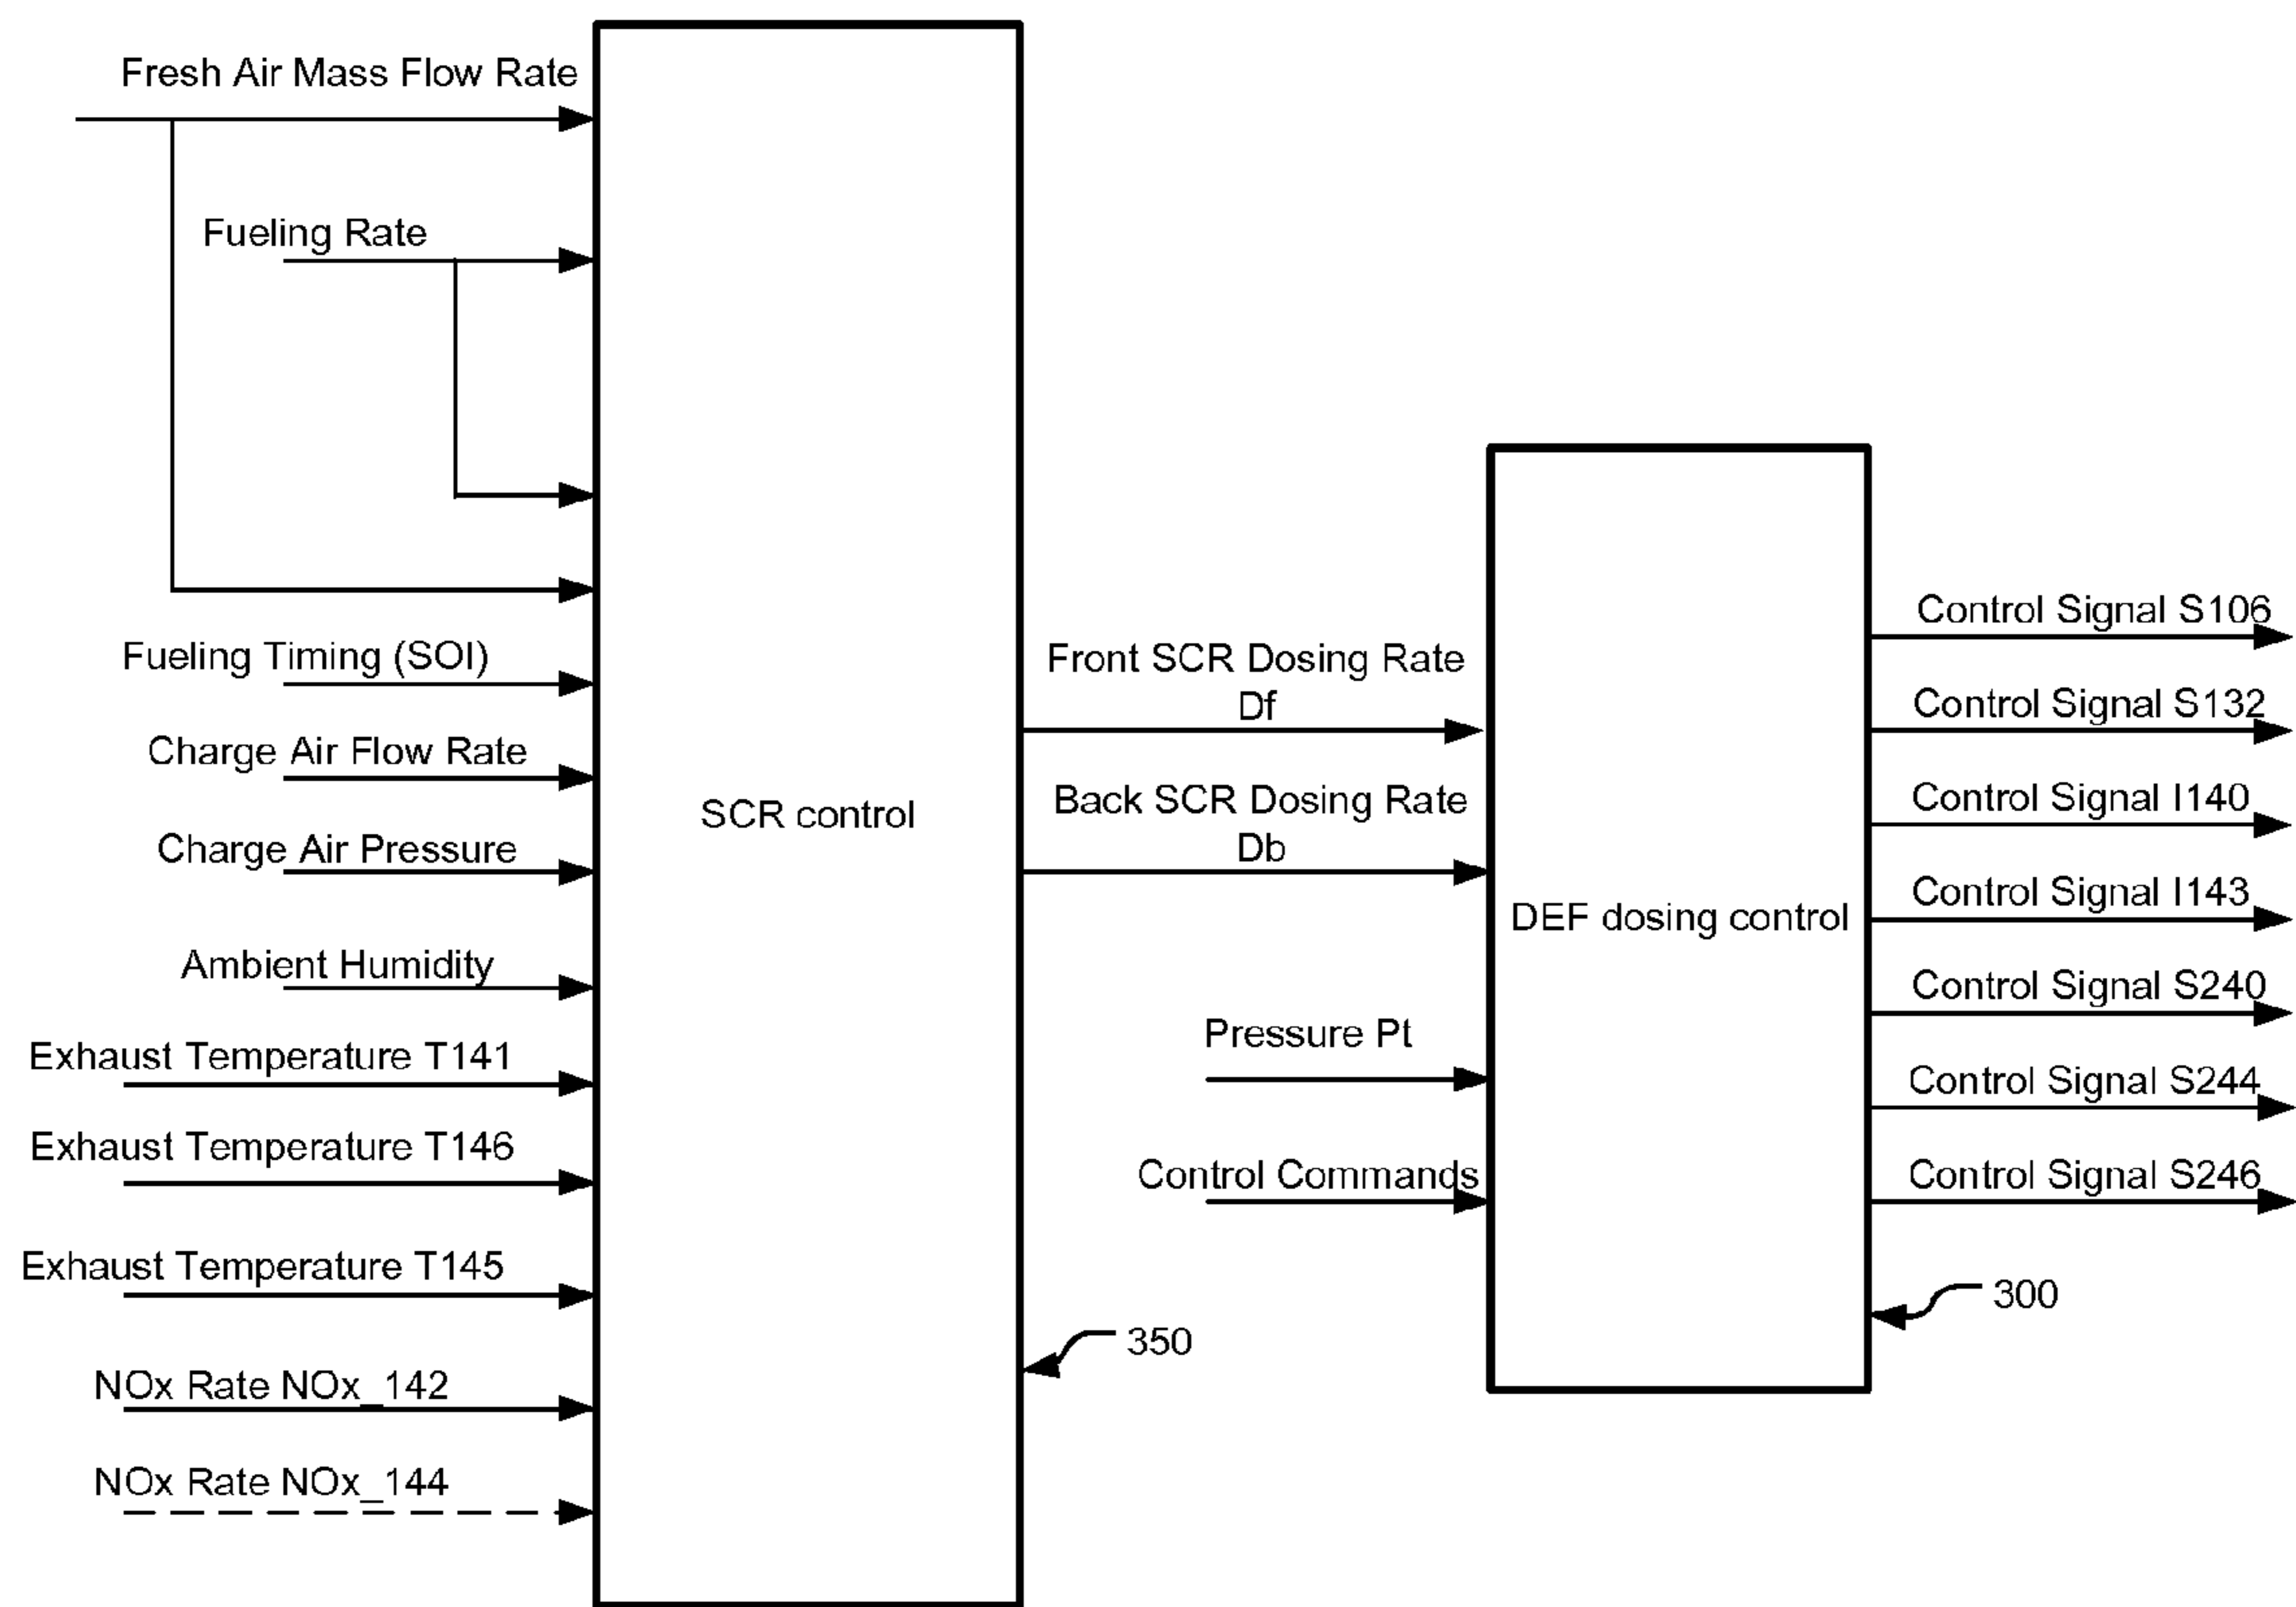 Fresh Air Mass Flow Rate
Fueling Rate
Fueling Timing (SOI)
Charge Air Flow Rate
Charge Air Pressure
Ambient Humidity
Exhaust Temperature T141
Exhaust Temperature T146
Exhaust Temperature T145
NOx Rate NOx_142
NOx Rate NOx_144
SCR control
350
Front SCR Dosing Rate
Df
Back SCR Dosing Rate
Db
Pressure Pt
Control Commands
DEF dosing control
300
Control Signal S106
Control Signal S132
Control Signal I140
Control Signal I143
Control Signal S240
Control Signal S244
Control Signal S246